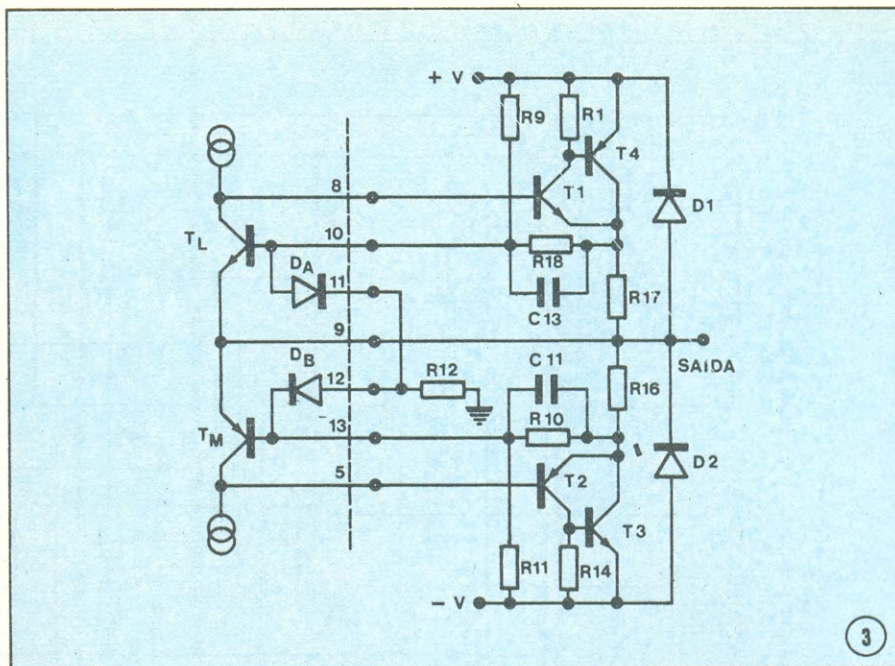 + V
R9
R1
T4
8
T1
D1
TL
10
R18
DA
11
C13
R17
9
SAÍDA
DB
12
R12
C11
R16
TM
13
R10
D2
5
T2
T3
R11
R14
- V
3